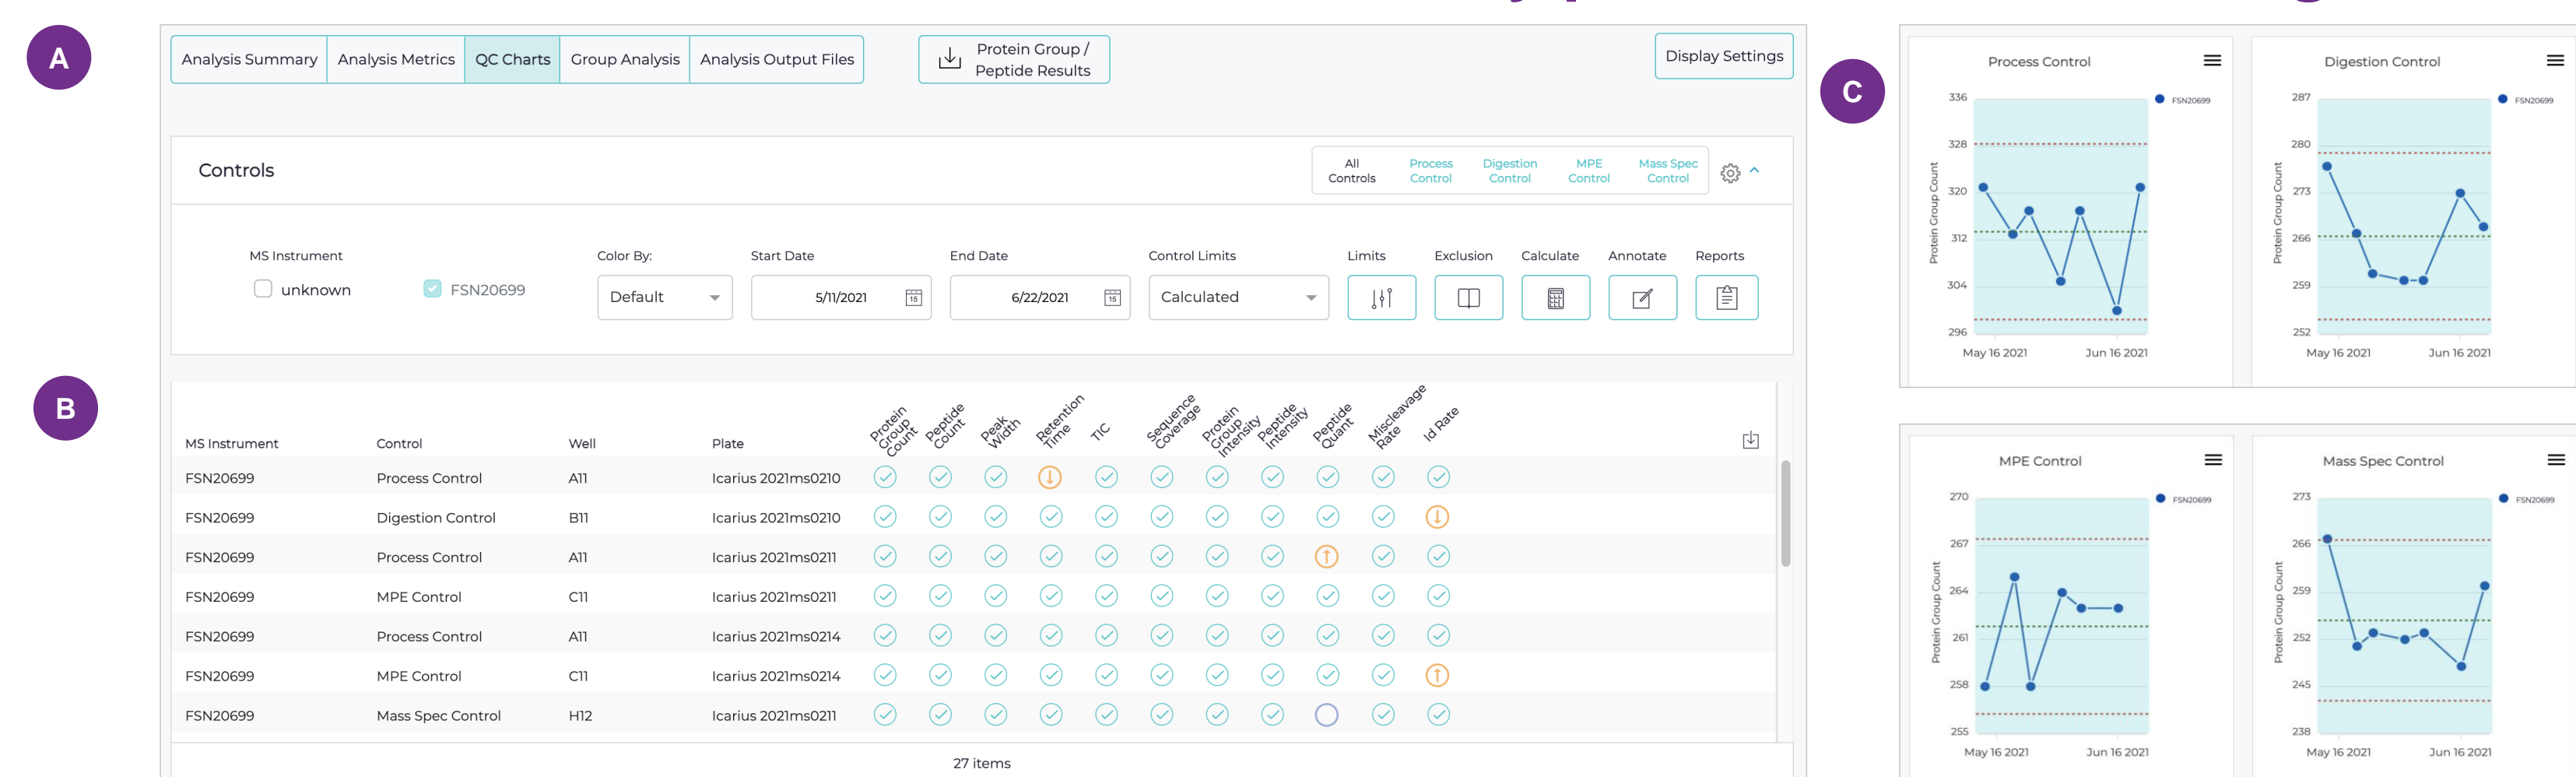 A
Analysis Summary
Analysis Metrics
QC Charts
Group Analysis
Analysis Output Files
Protein Group /
Peptide Results
Display Settings
Controls
All
Controls
Process
Control
Digestion
Control
MPE
Control
Mass Spec
Control
MS Instrument
unknown
FSN20699
Color By:
Default
Start Date
5/11/2021
End Date
6/22/2021
Control Limits
Calculated
Limits
Exclusion
Calculate
Annotate
Reports
B
MS Instrument
Control
Well
Plate
Protein
Group
Count
Peptide
Count
Peak
Width
Retention
Time
TIC
Sequence
Coverage
Protein
Group
Intensity
Peptide
Intensity
Peptide
Quant
Miscleavage
Rate
Id Rate
FSN20699 Process Control A11 Icarius 2021ms0210
FSN20699 Digestion Control B11 Icarius 2021ms0210
FSN20699 Process Control A11 Icarius 2021ms0211
FSN20699 MPE Control C11 Icarius 2021ms0211
FSN20699 Process Control A11 Icarius 2021ms0214
FSN20699 MPE Control C11 Icarius 2021ms0214
FSN20699 Mass Spec Control H12 Icarius 2021ms0211
27 items
C
Process Control
FSN20699
Protein Group Count
336
328
320
312
304
296
May 16 2021
Jun 16 2021
Digestion Control
FSN20699
Protein Group Count
287
280
273
266
259
252
May 16 2021
Jun 16 2021
MPE Control
FSN20699
Protein Group Count
270
267
264
261
258
255
May 16 2021
Jun 16 2021
Mass Spec Control
FSN20699
Protein Group Count
273
266
259
252
245
238
May 16 2021
Jun 16 2021